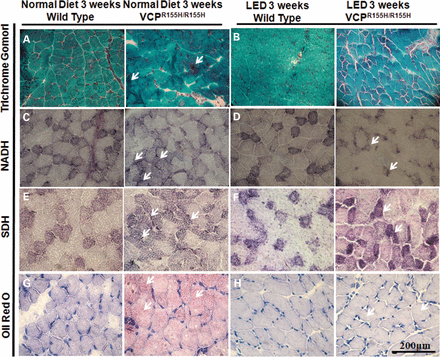 Normal Diet 3 weeks
Wild Type
Normal Diet 3 weeks
VCPR155H/R155H
LED 3 weeks
Wild Type
LED 3 weeks
VCPR155H/R155H
Trichrome Gomori
A
B
NADH
C
D
SDH
E
F
Oil Red O
G
H
200μm